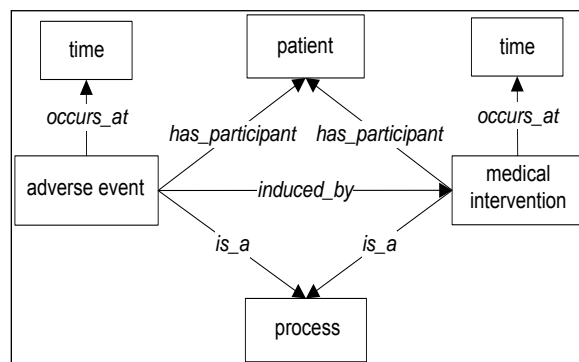 time
patient
time
occurs_at
has_participant
has_participant
occurs_at
adverse event
induced_by
medical
intervention
is_a
is_a
process